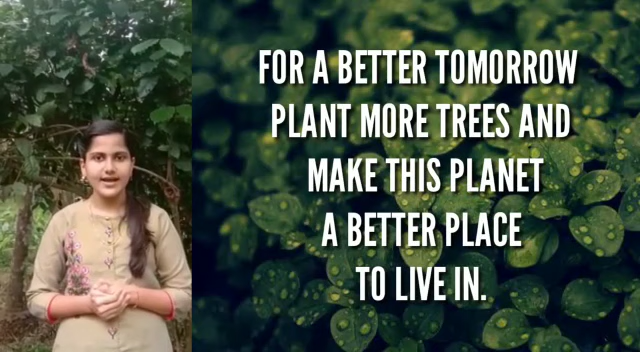 FOR A BETTER TOMORROW
PLANT MORE TREES AND
MAKE THIS PLANET
A BETTER PLACE
TO LIVE IN.